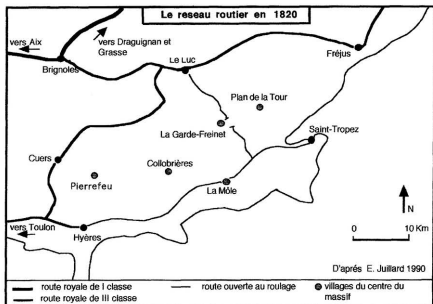 Le reseau routier en 1820
vers Aix
vers Draguignan et
Grasse
Brignoles
Le Luc
Fréjus
Plan de la Tour
La Garde-Freinet
Saint-Tropez
Cuers
Pierrefeu
Collobrières
La Môle
vers Toulon
Hyères
N
0 10 Km
D'aprés E. Juillard 1990
route royale de I classe
route royale de III classe
route ouverte au roulage
villages du centre du
massif